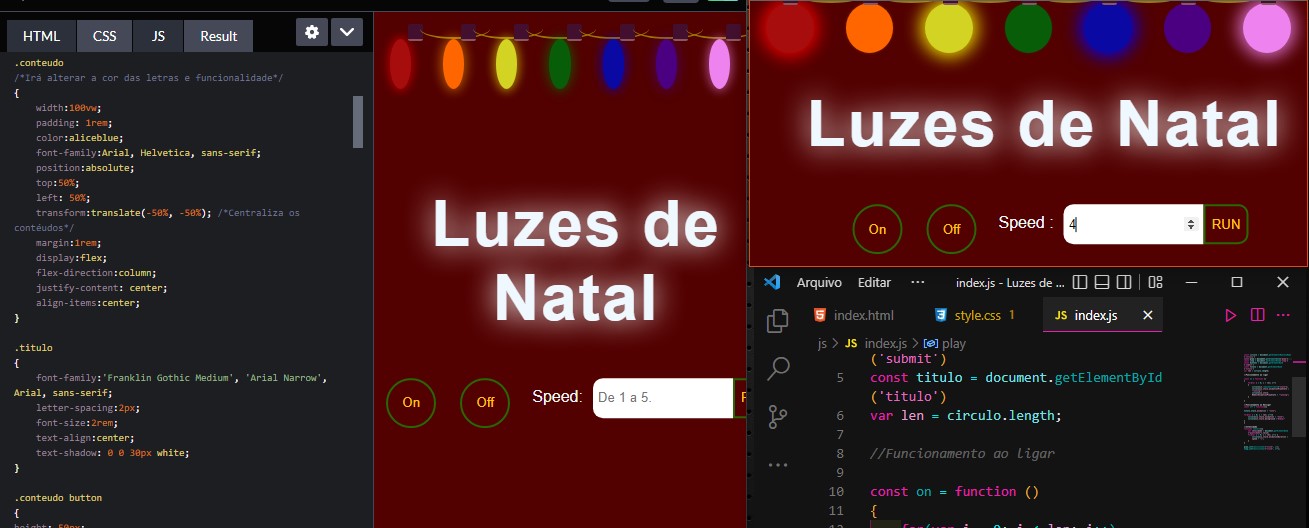 HTML
CSS
JS
Result
.conteudo
/*Irá alterar a cor das letras e funcionalidade*/
{
width:100vw;
padding: 1rem;
color:aliceblue;
font-family:Arial, Helvetica, sans-serif;
position:absolute;
top:50%;
left: 50%;
transform:translate(-50%, -50%); /*Centraliza os
contéudos*/
margin:1rem;
display:flex;
flex-direction:column;
justify-content: center;
align-items:center;
}
.titulo
{
font-family:'Franklin Gothic Medium', 'Arial Narrow',
Arial, sans-serif;
letter-spacing:2px;
font-size:2rem;
text-align:center;
text-shadow: 0 0 30px white;
}
.conteudo button
{
height: 50px;
Luzes de
Natal
On
Off
Speed:
De 1 a 5.
Luzes de Natal
On
Off
Speed :
4
RUN
Arquivo
Editar
···
index.js - Luzes de ...
index.html
style.css 1
JS index.js
js > JS index.js > play
('submit')
5 const titulo = document.getElementById
('titulo')
6 var len = circulo.length;
7
8 //Funcionamento ao ligar
9
10 const on = function ()
11 {